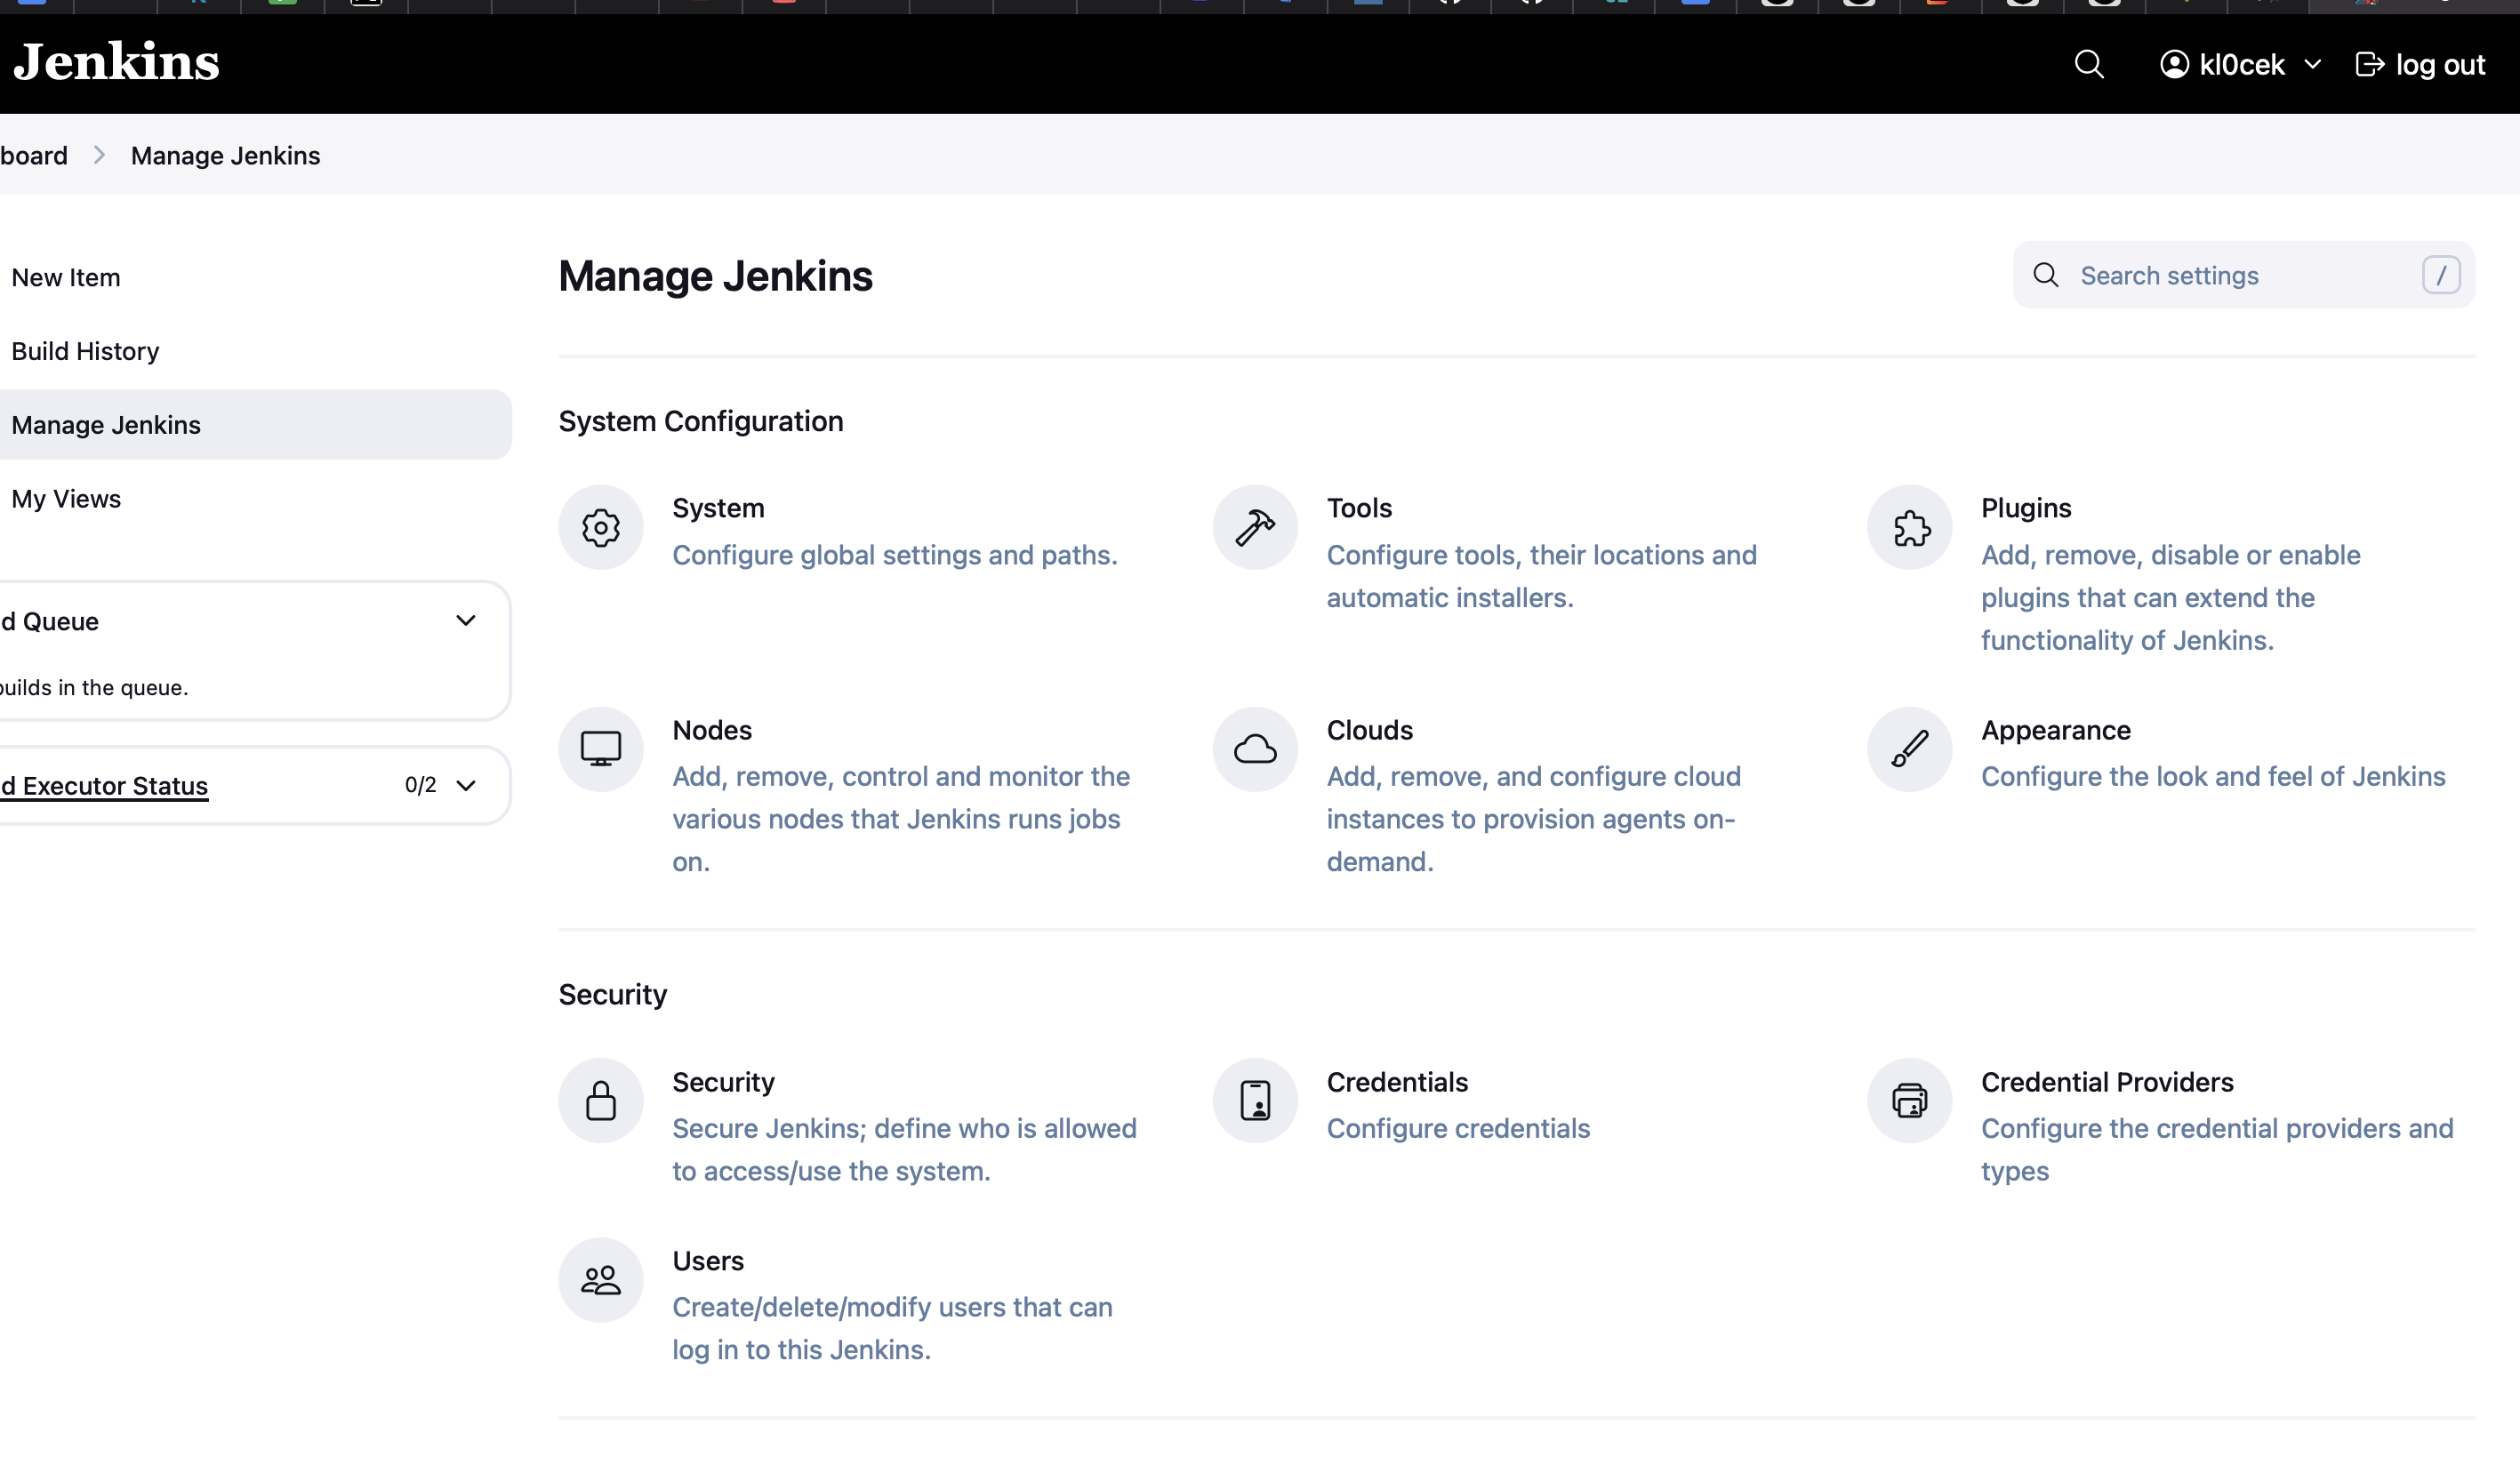 Jenkins
kl0cek
log out
board
Manage Jenkins
New Item
Build History
Manage Jenkins
My Views
d Queue
builds in the queue.
d Executor Status
0/2
Manage Jenkins
Search settings
/
System Configuration
System
Configure global settings and paths.
Tools
Configure tools, their locations and
automatic installers.
Plugins
Add, remove, disable or enable
plugins that can extend the
functionality of Jenkins.
Nodes
Add, remove, control and monitor the
various nodes that Jenkins runs jobs
on.
Clouds
Add, remove, and configure cloud
instances to provision agents on-
demand.
Appearance
Configure the look and feel of Jenkins
Security
Security
Secure Jenkins; define who is allowed
to access/use the system.
Credentials
Configure credentials
Credential Providers
Configure the credential providers and
types
Users
Create/delete/modify users that can
log in to this Jenkins.